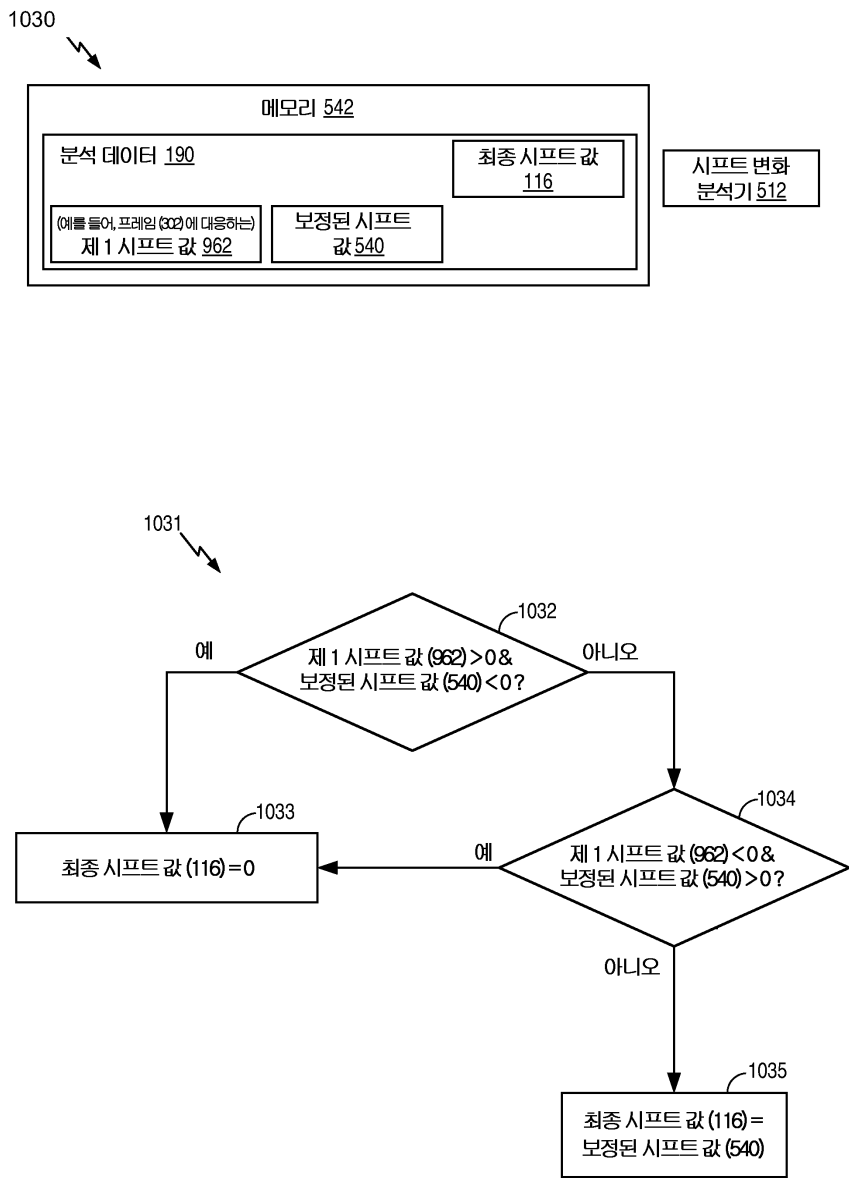 1030
메모리 542
분석 데이터 190
최종 시프트 값
116
시프트 변화
분석기 512
(예를 들어, 프레임 (302)에 대응하는)
제 1 시프트 값 962
보정된 시프트
값 540
1031
1032
예
제 1 시프트 값 (962) > 0 &
보정된 시프트 값 (540) < 0 ?
아니오
1033
최종 시프트 값 (116) = 0
1034
예
제 1 시프트 값 (962) < 0 &
보정된 시프트 값 (540) > 0 ?
아니오
1035
최종 시프트 값 (116) =
보정된 시프트 값 (540)